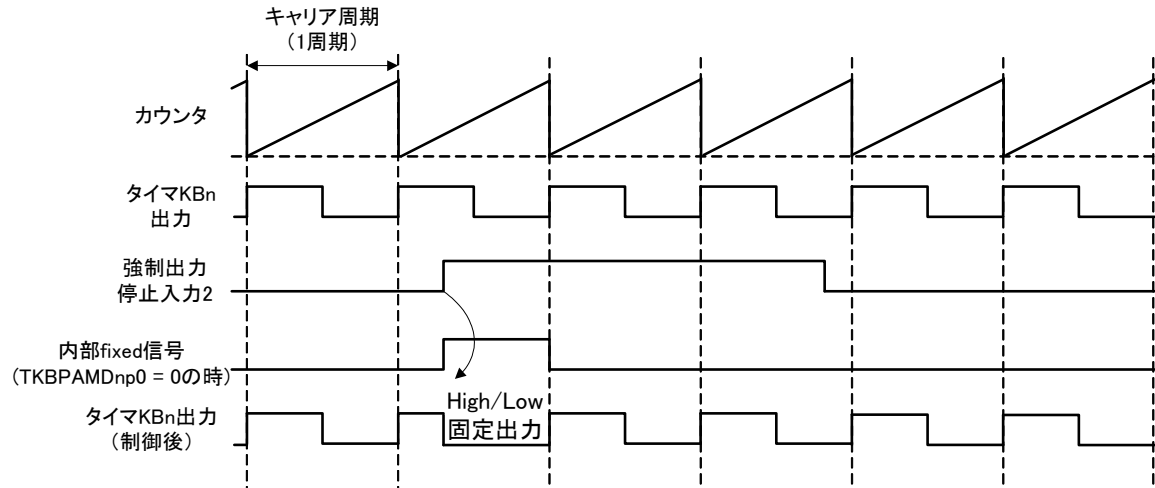 キャリア周期
(1周期)
カウンタ
タイマKBn
出力
強制出力
停止入力2
内部fixed信号
(TKBPAMDnp0 = 0の時)
High/Low
固定出力
タイマKBn出力
(制御後)